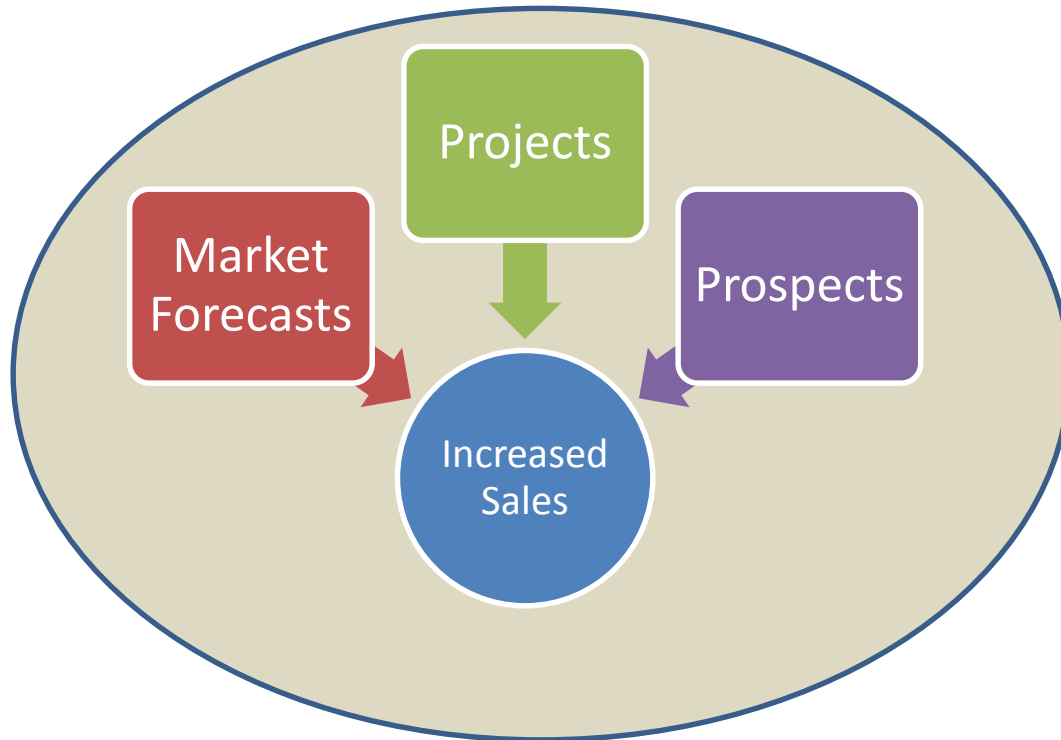 Projects
Market
Forecasts
Prospects
Increased
Sales